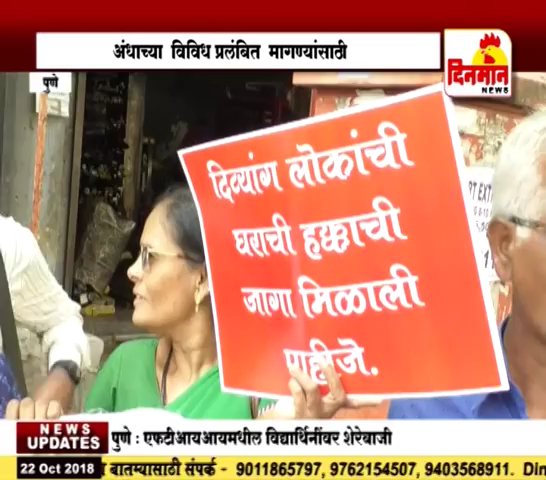 अंधाच्या विविध प्रलंबित मागण्यांसाठी
दिनमान
NEWS
पुणे
दिव्यांग लोकांची
घराची हक्काची
जागा मिळाली
पाहीजे.
NEWS
UPDATES
पुणे : एफटीआयआयमधील विद्यार्थिनींवर शेरेबाजी
22 Oct 2018
बातम्यासाठी संपर्क - 9011865797, 9762154507, 9403568911. Din